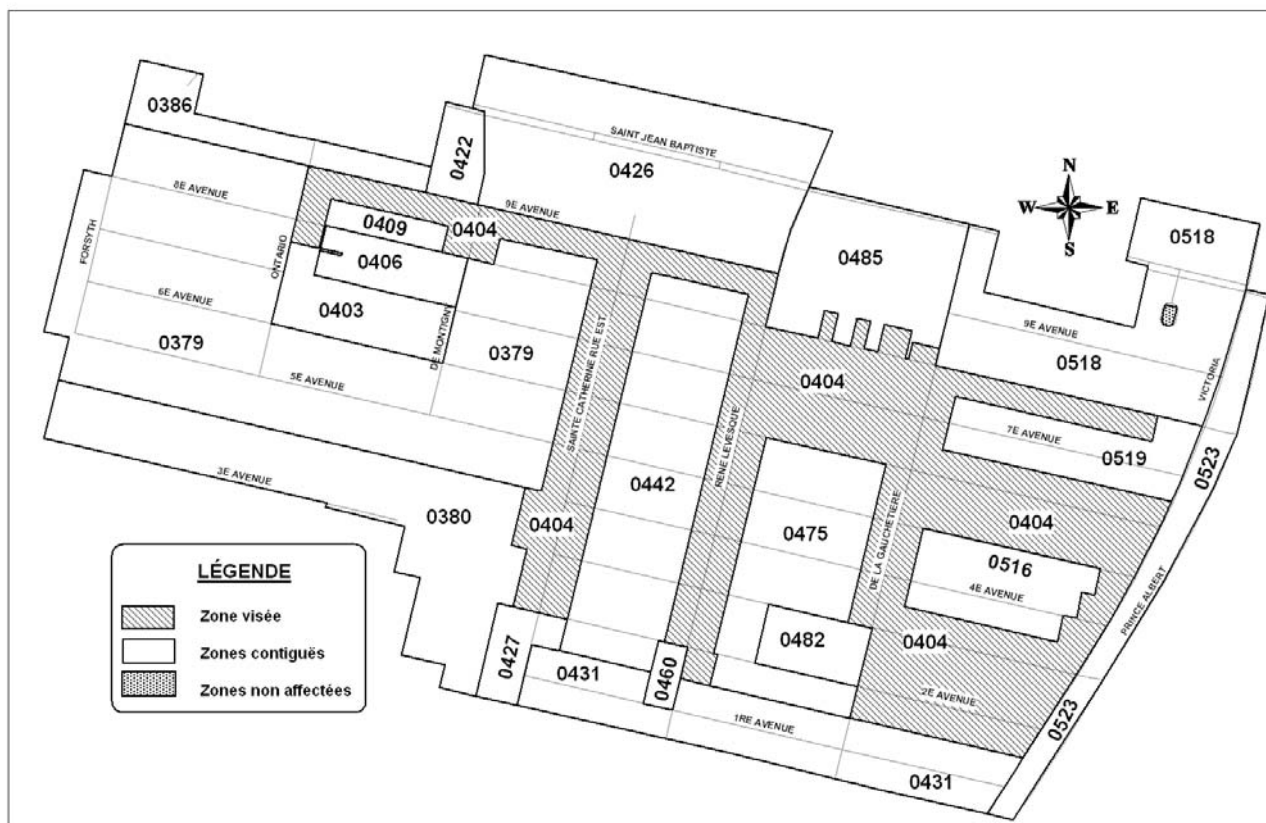 0386
0422
SAINT JEAN BAPTISTE
0426
N
W
E
S
0518
8E AVENUE
9E AVENUE
0409
0404
0485
FORSYTH
ONTARIO
0406
6E AVENUE
0403
DE MONTIGNY
9E AVENUE
0379
0379
0518
VICTORIA
5E AVENUE
SAINTE CATHERINE RUE EST.
0404
7E AVENUE
0519
0523
RENE LEVESQUE
3E AVENUE
0442
0380
0404
0475
DE LA GAUCHETIERE
0404
0516
4E AVENUE
PRINCE ALBERT
LÉGENDE
Zone visée
Zones contiguës
Zones non affectées
0427
0431
0460
0482
0404
2E AVENUE
0523
1RE AVENUE
0431